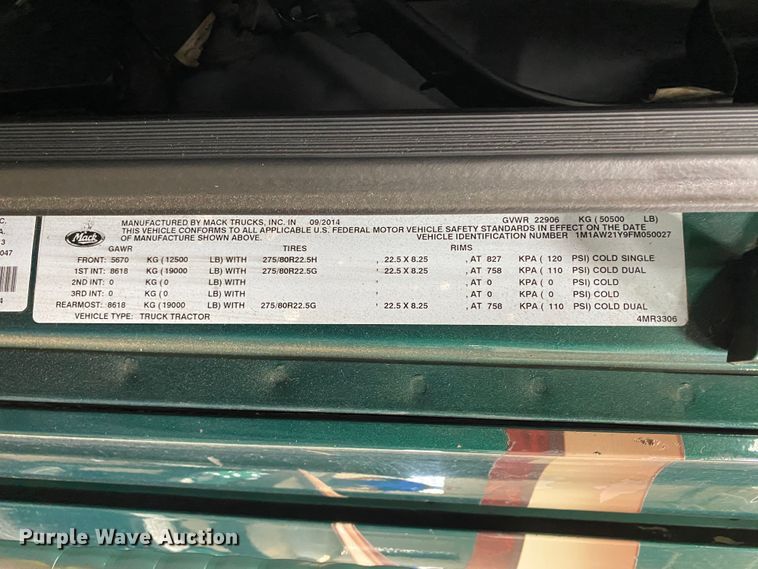 C.
A.
3
047
4
Mack
MANUFACTURED BY MACK TRUCKS, INC. IN 09/2014 GVWR 22906 KG ( 50500 LB)
THIS VEHICLE CONFORMS TO ALL APPLICABLE U.S. FEDERAL MOTOR VEHICLE SAFETY STANDARDS IN EFFECT ON THE DATE
OF MANUFACTURE SHOWN ABOVE. VEHICLE IDENTIFICATION NUMBER 1M1AW21Y9FM050027
GAWR TIRES RIMS
FRONT: 5670 KG ( 12500 LB) WITH 275/80R22.5H , 22.5 X 8.25 , AT 827 KPA ( 120 PSI) COLD SINGLE
1ST INT: 8618 KG ( 19000 LB) WITH 275/80R22.5G , 22.5 X 8.25 , AT 758 KPA ( 110 PSI) COLD DUAL
2ND INT: 0 KG ( 0 LB) WITH , , AT 0 KPA ( 0 PSI) COLD
3RD INT: 0 KG ( 0 LB) WITH , , AT 0 KPA ( 0 PSI) COLD
REARMOST: 8618 KG ( 19000 LB) WITH 275/80R22.5G , 22.5 X 8.25 , AT 758 KPA ( 110 PSI) COLD DUAL
VEHICLE TYPE: TRUCK TRACTOR 4MR3306
Purple Wave Auction